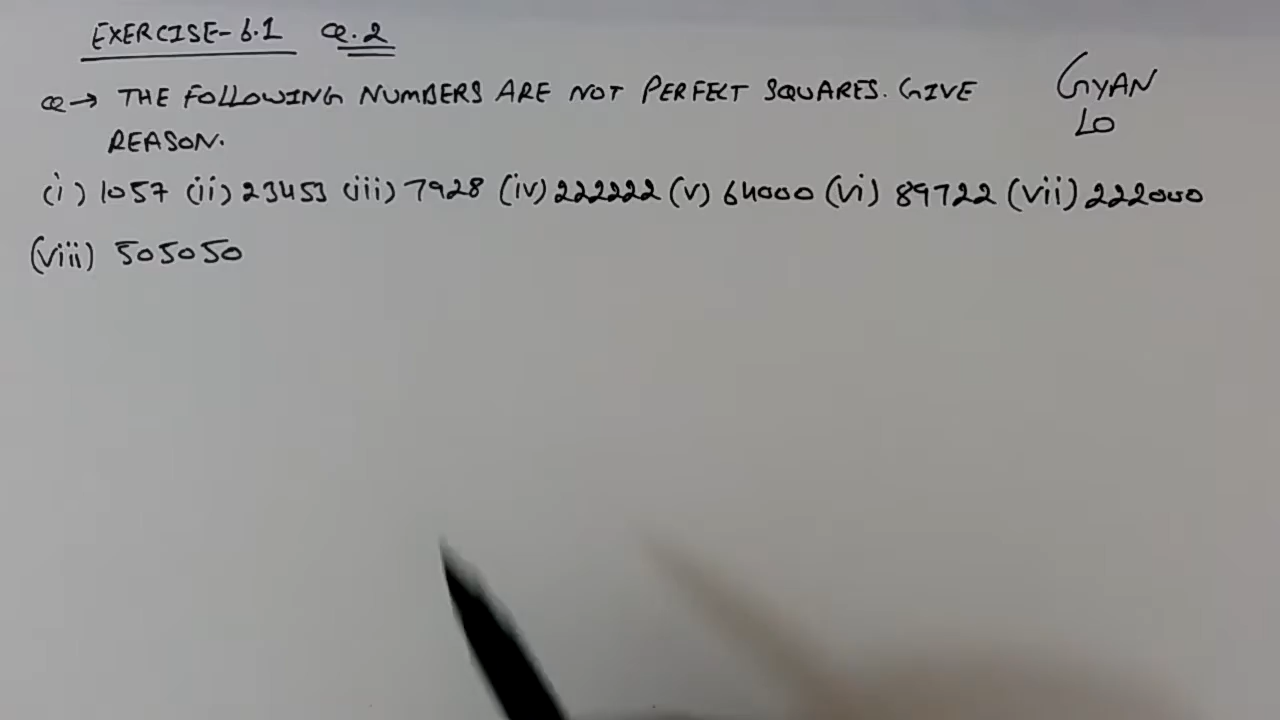 EXERCISE-6.1 Q.2
Q→ THE FOLLOWING NUMBERS ARE NOT PERFECT SQUARES. GIVE
REASON.
GYAN
LO
(i) 1057 (ii) 23453 (iii) 7928 (iv) 222222 (v) 64000 (vi) 89722 (vii) 222000
(viii) 505050